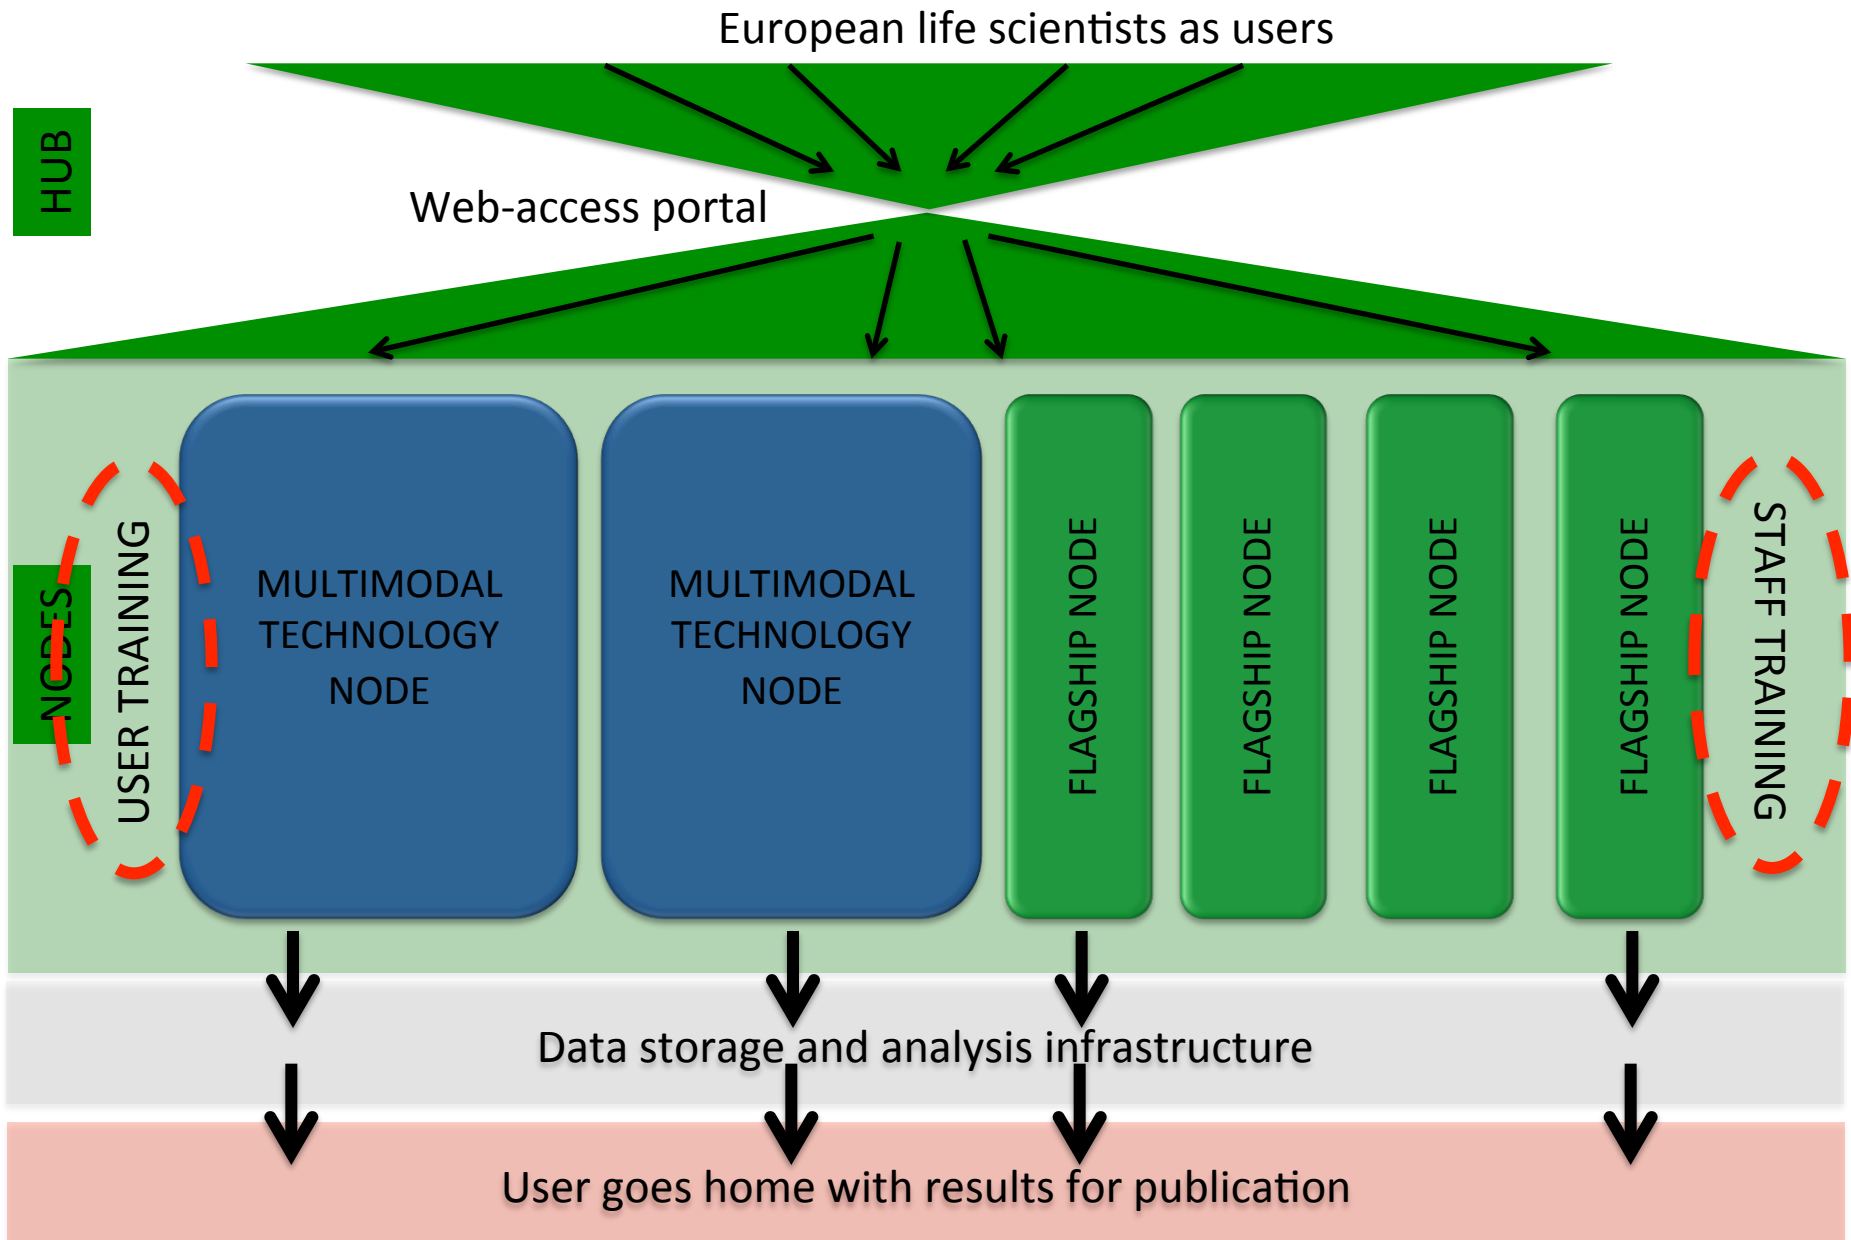 European life scientists as users
HUB
Web-access portal
NODES
USER TRAINING
MULTIMODAL
TECHNOLOGY
NODE
MULTIMODAL
TECHNOLOGY
NODE
FLAGSHIP NODE
FLAGSHIP NODE
FLAGSHIP NODE
FLAGSHIP NODE
STAFF TRAINING
Data storage and analysis infrastructure
User goes home with results for publication